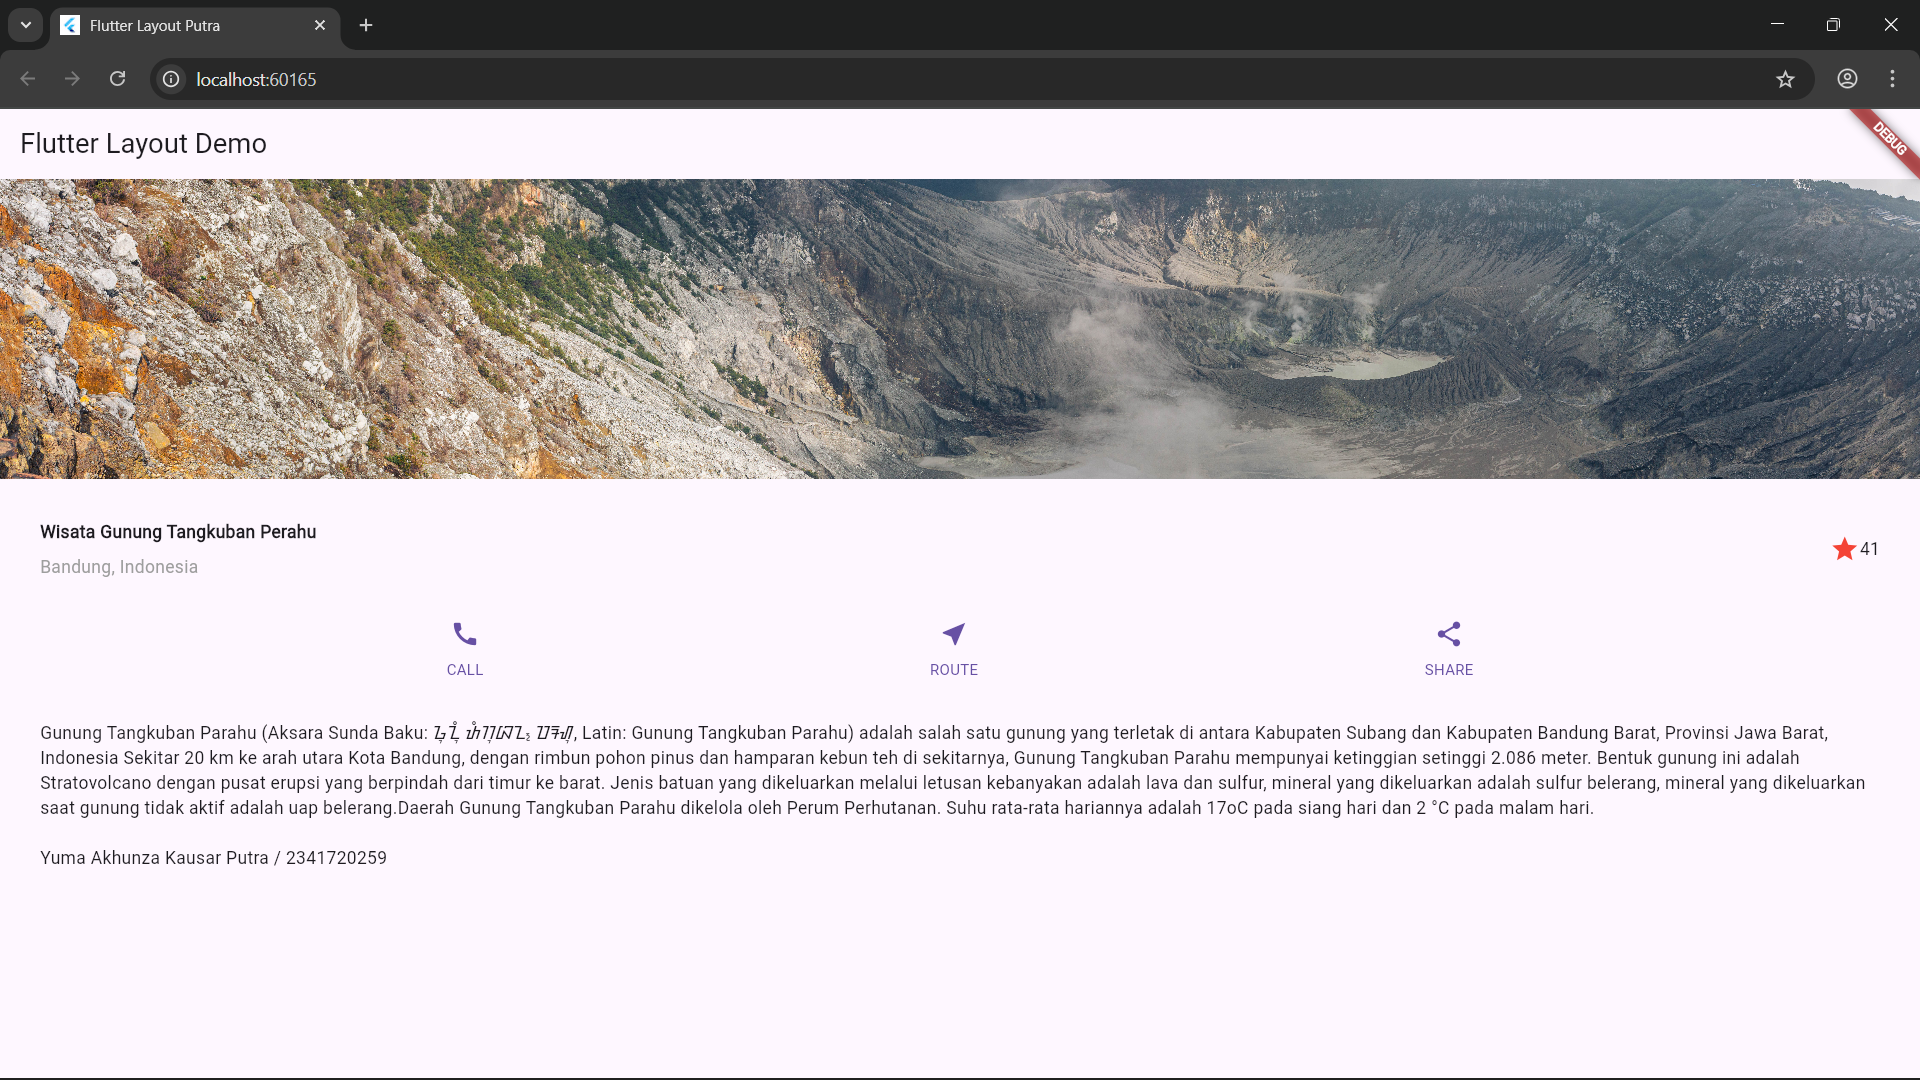 Flutter Layout Putra
localhost:60165
Flutter Layout Demo
DEBUG
Wisata Gunung Tangkuban Perahu
Bandung, Indonesia
41
CALL
ROUTE
SHARE
Gunung Tangkuban Parahu (Aksara Sunda Baku: , Latin: Gunung Tangkuban Parahu) adalah salah satu gunung yang terletak di antara Kabupaten Subang dan Kabupaten Bandung Barat, Provinsi Jawa Barat,
Indonesia Sekitar 20 km ke arah utara Kota Bandung, dengan rimbun pohon pinus dan hamparan kebun teh di sekitarnya, Gunung Tangkuban Parahu mempunyai ketinggian setinggi 2.086 meter. Bentuk gunung ini adalah
Stratovolcano dengan pusat erupsi yang berpindah dari timur ke barat. Jenis batuan yang dikeluarkan melalui letusan kebanyakan adalah lava dan sulfur, mineral yang dikeluarkan adalah sulfur belerang, mineral yang dikeluarkan
saat gunung tidak aktif adalah uap belerang.Daerah Gunung Tangkuban Parahu dikelola oleh Perum Perhutanan. Suhu rata-rata hariannya adalah 17oC pada siang hari dan 2 °C pada malam hari.
Yuma Akhunza Kausar Putra / 2341720259